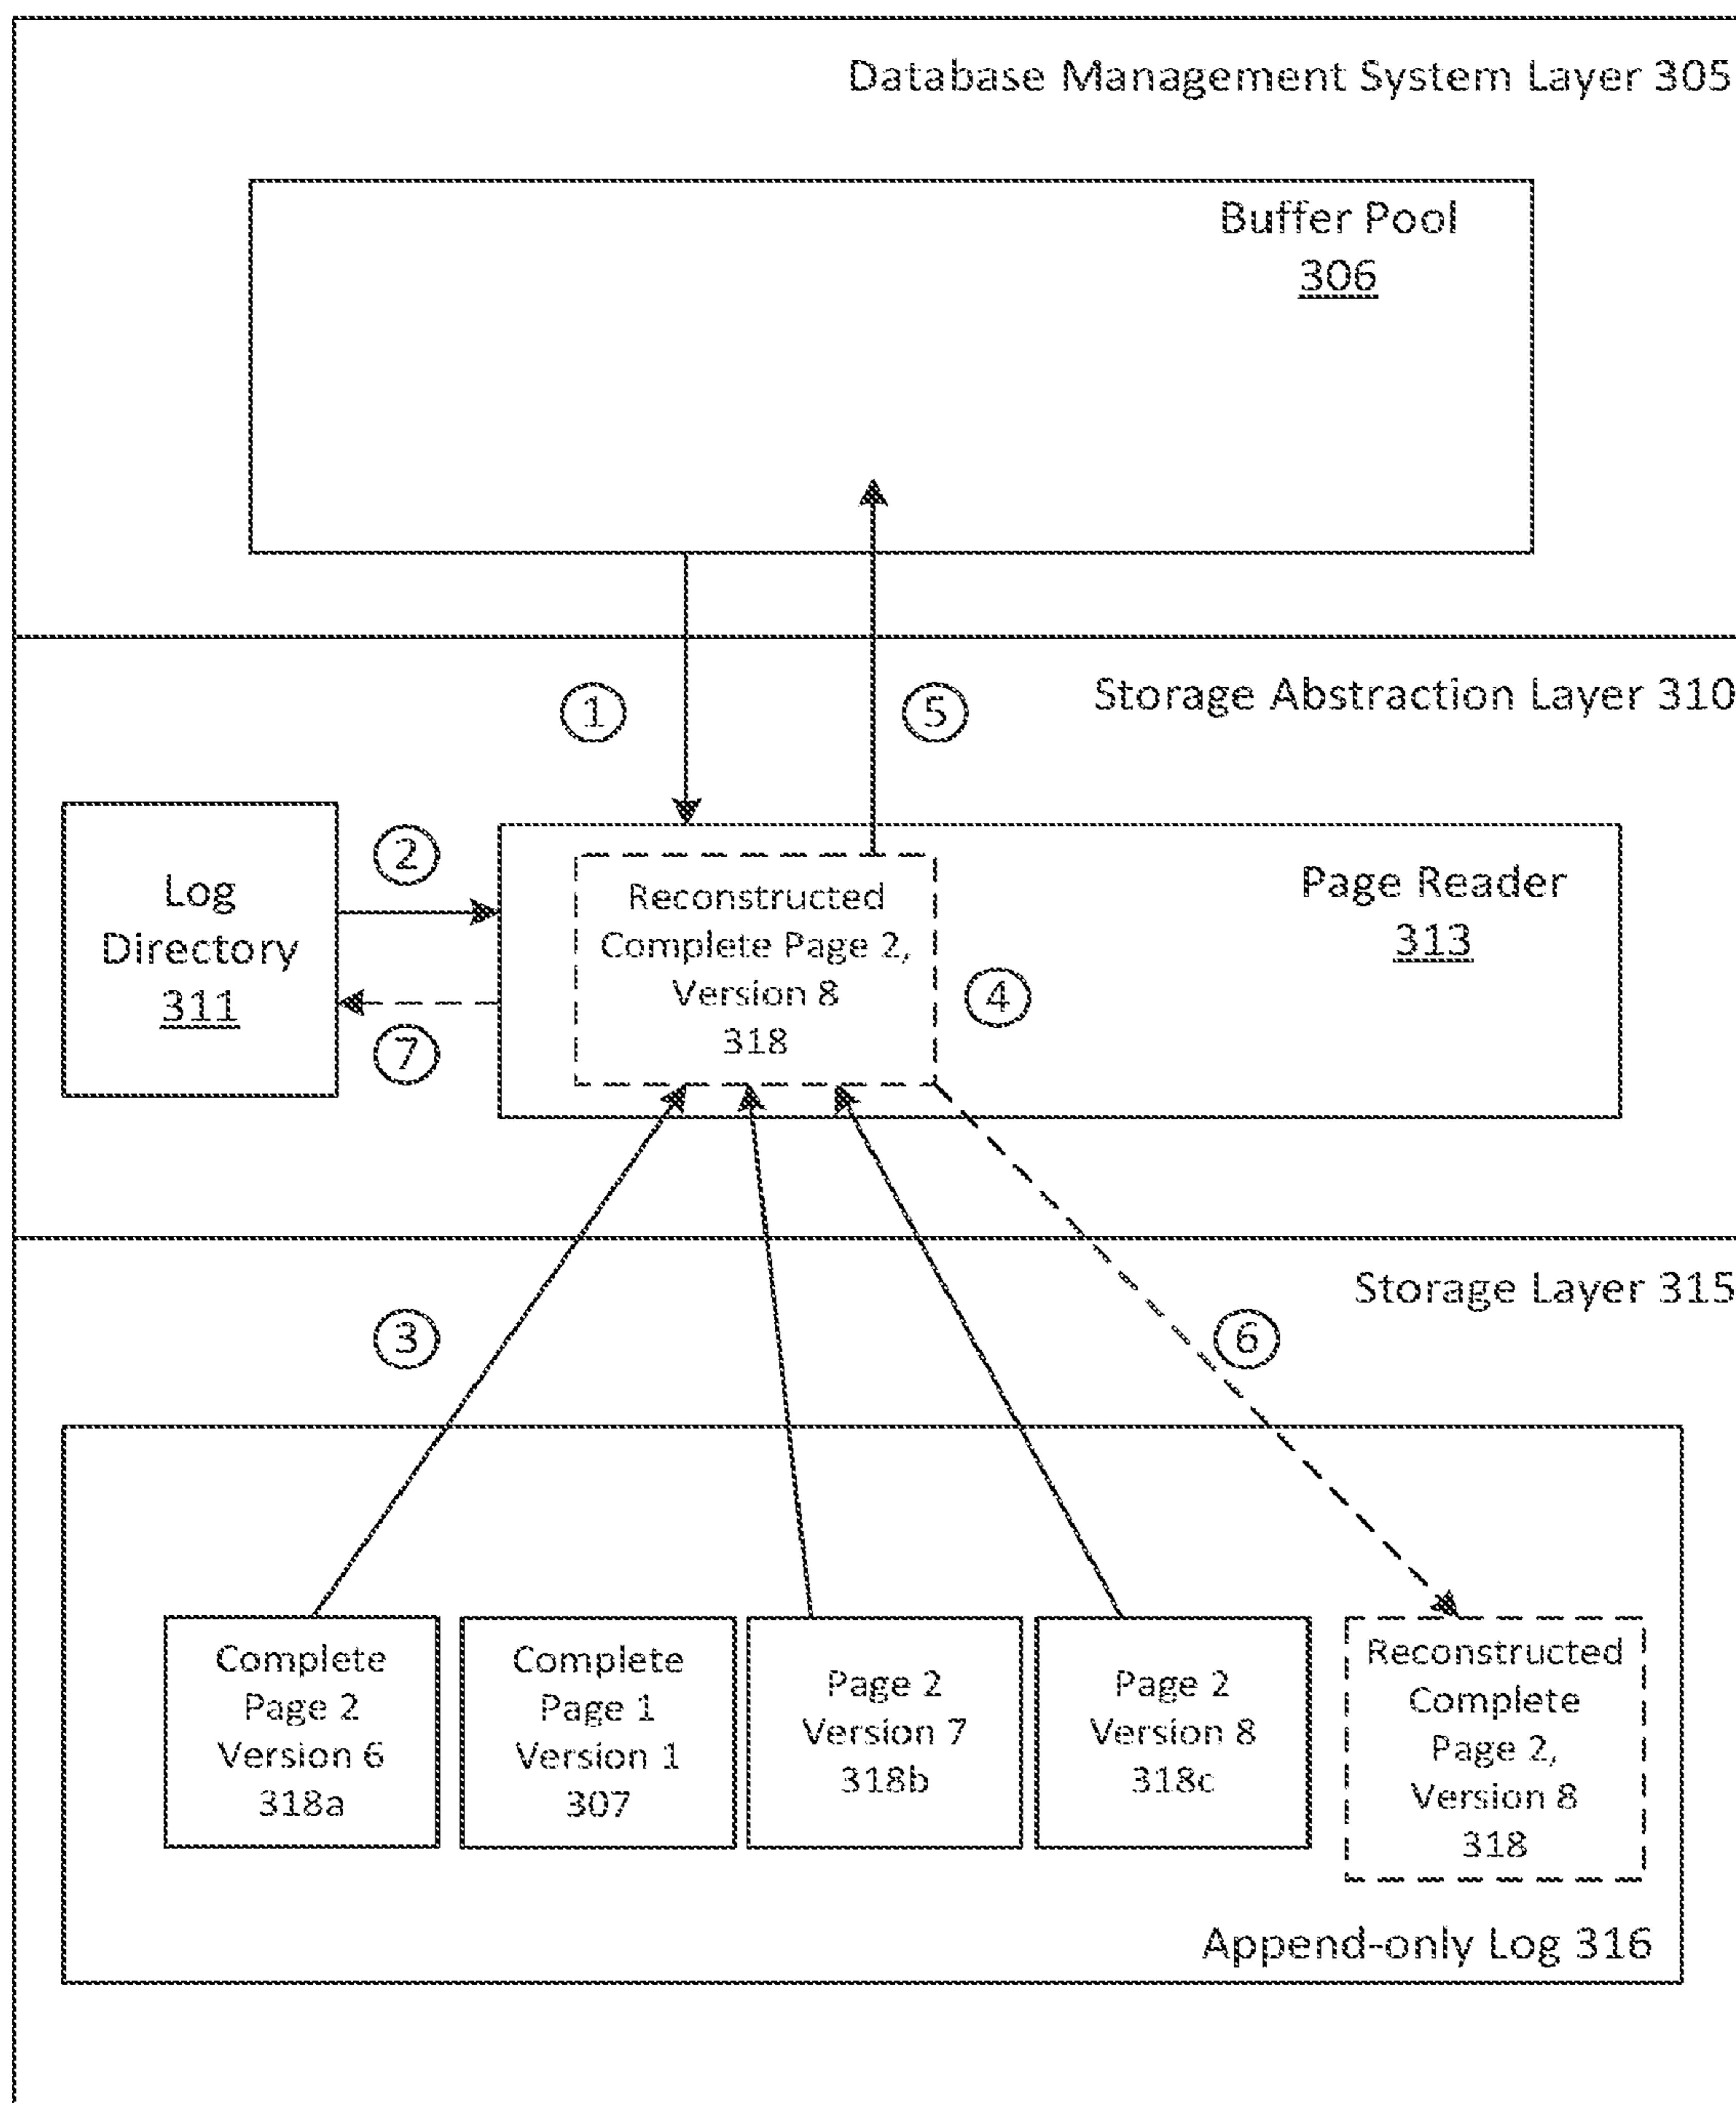 Database Management System Layer 305
Buffer Pool
306
Storage Abstraction Layer 310
1
5
2
Log
Directory
311
7
Reconstructed
Complete Page 2,
Version 8
318
4
Page Reader
313
Storage Layer 315
3
6
Complete
Page 2
Version 6
318a
Complete
Page 1
Version 1
307
Page 2
Version 7
318b
Page 2
Version 8
318c
Reconstructed
Complete
Page 2,
Version 8
318
Append-only Log 316